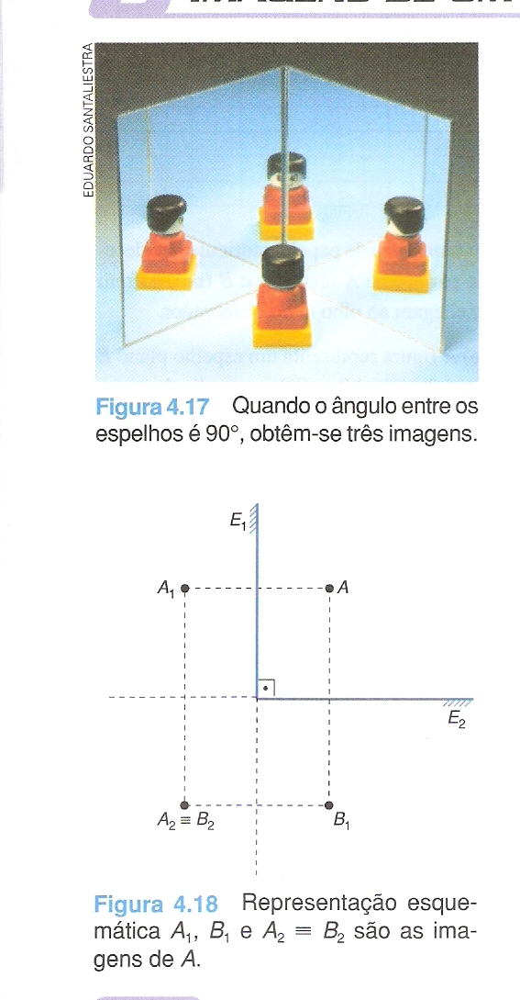 EDUARDO SANTALIESTRA
Figura 4.17 Quando o ângulo entre os
espelhos é 90°, obtêm-se três imagens.
E₁
A₁
A
E₂
A₂ ≡ B₂
B₁
Figura 4.18 Representação esque-
mática A₁, B₁ e A₂ ≡ B₂ são as ima-
gens de A.